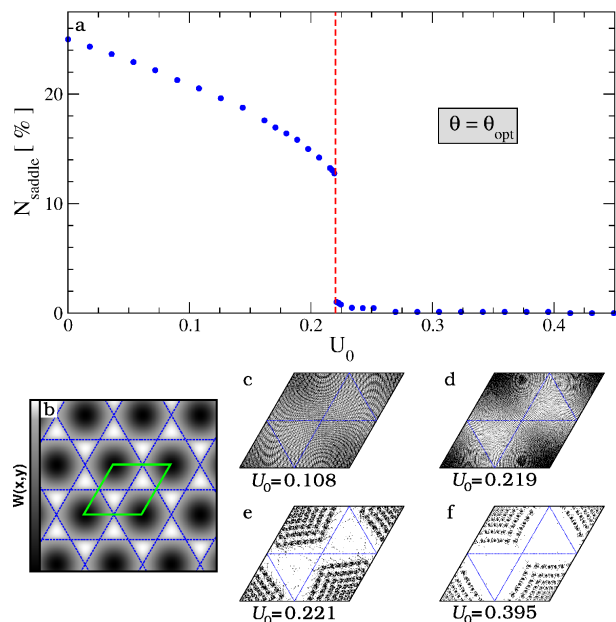 a
N_saddle [ % ]
20
10
0
θ = θ_opt
0
0.1
0.2
0.3
0.4
U_0
b
W(x,y)
c
U_0=0.108
d
U_0=0.219
e
U_0=0.221
f
U_0=0.395